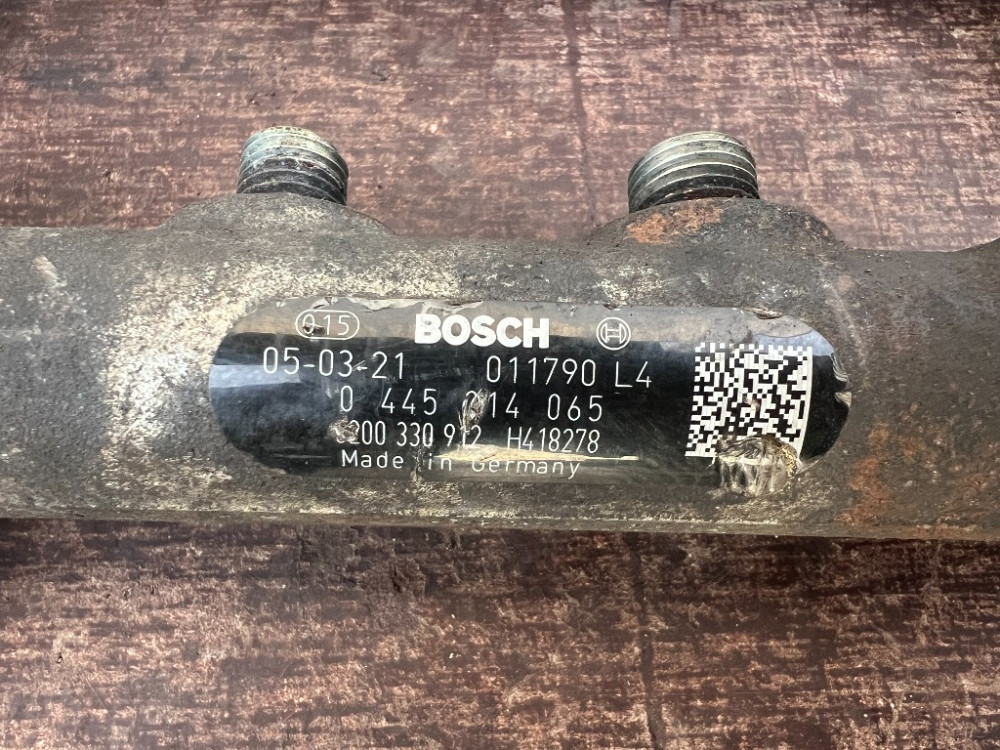 015 BOSCH
05-03-21 011790 L4
0 445 214 065
8200 330 912 H418278
Made in Germany